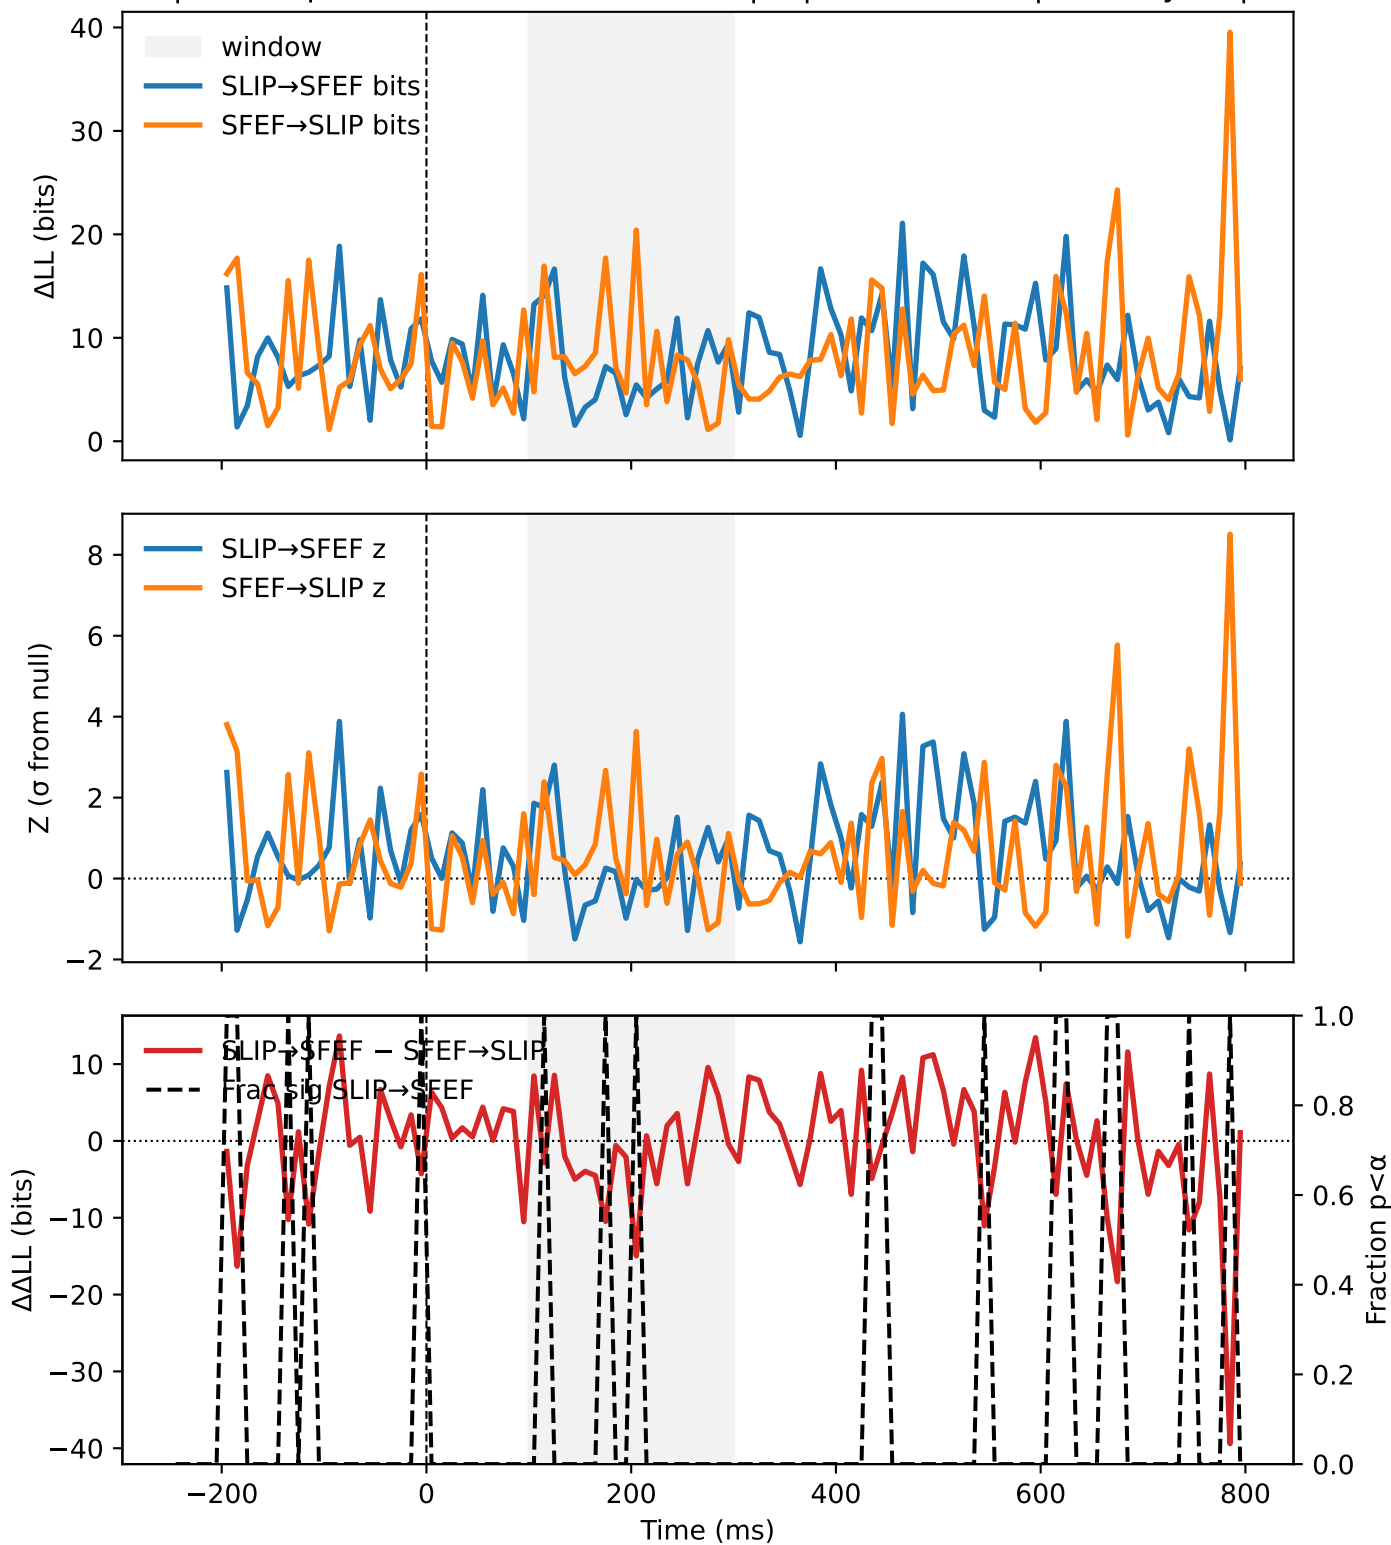 40
30
20
10
0
ΔLL (bits)
window
SLIP→SFEF bits
SFEF→SLIP bits
8
6
4
2
0
−2
Z (σ from null)
SLIP→SFEF z
SFEF→SLIP z
10
0
−10
−20
−30
−40
ΔΔLL (bits)
SLIP→SFEF − SFEF→SLIP
Frac sig SLIP→SFEF
1.0
0.8
0.6
0.4
0.2
0.0
Fraction p<α
−200
0
200
400
600
800
Time (ms)